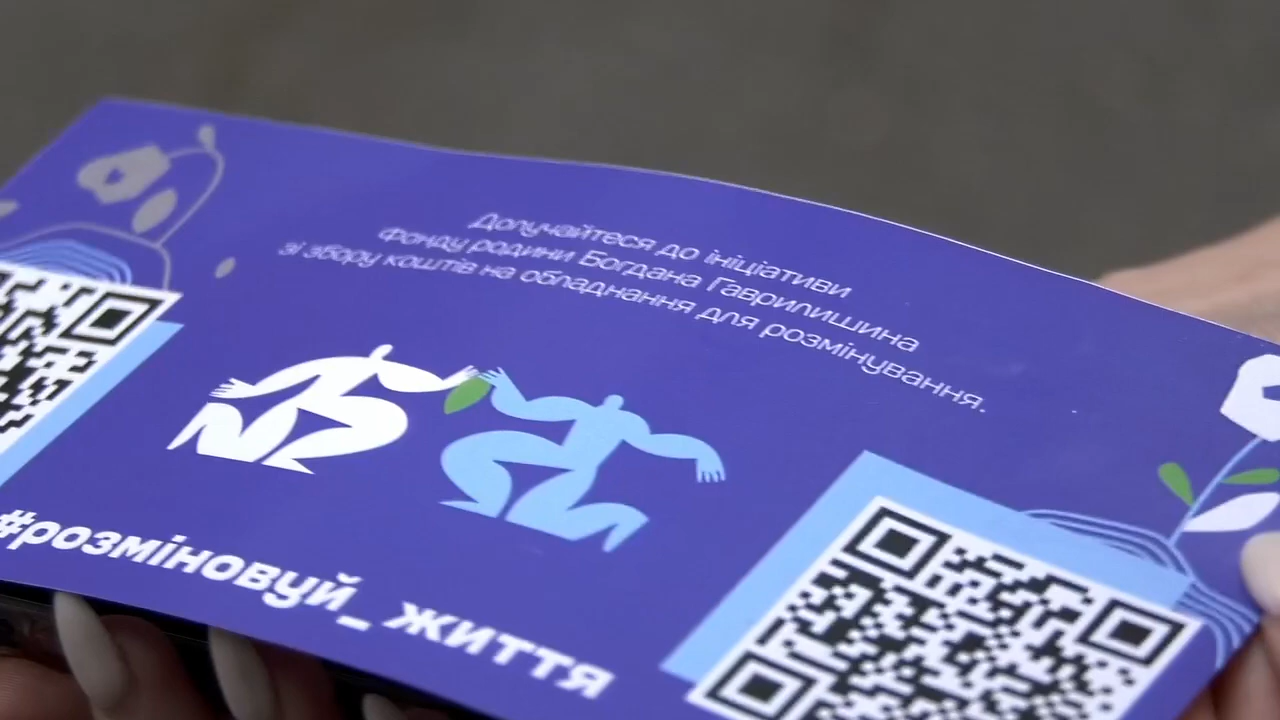 Долучайтеся до ініціативи
Фонду родини Богдана Гаврилишина
зі збору коштів на обладнання для розмінування.
#розміновуй_життя